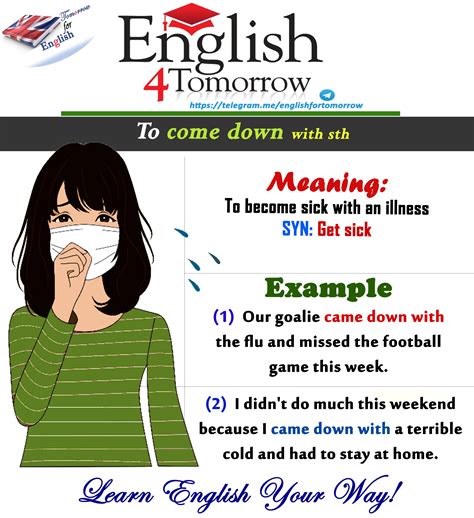 Tomorrow
for
English
English
4Tomorrow
https://telegram.me/englishfortomorrow
To come down with sth
Meaning:
To become sick with an illness
SYN: Get sick
Example
(1) Our goalie came down with
the flu and missed the football
game this week.
(2) I didn't do much this weekend
because I came down with a terrible
cold and had to stay at home.
Learn English Your Way!